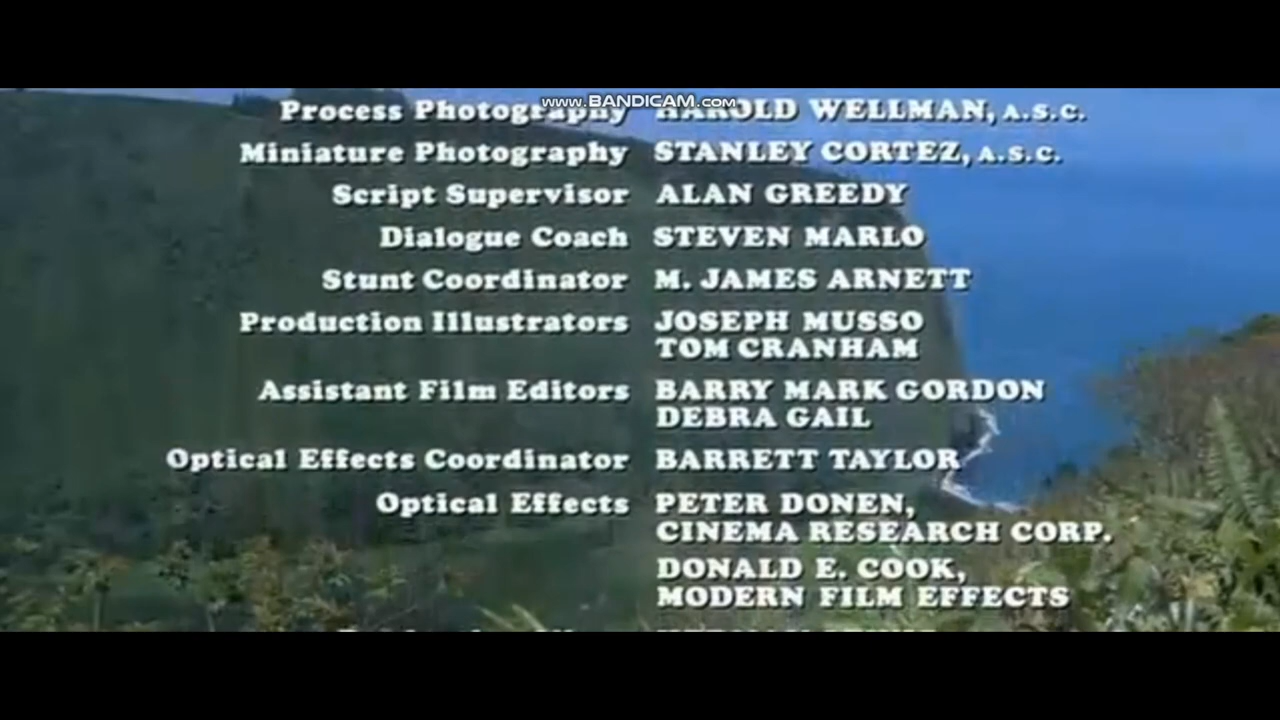 www.BANDICAM.com
Process Photography HAROLD WELLMAN, A.S.C.
Miniature Photography STANLEY CORTEZ, A.S.C.
Script Supervisor ALAN GREEDY
Dialogue Coach STEVEN MARLO
Stunt Coordinator M. JAMES ARNETT
Production Illustrators JOSEPH MUSSO
TOM CRANHAM
Assistant Film Editors BARRY MARK GORDON
DEBRA GAIL
Optical Effects Coordinator BARRETT TAYLOR
Optical Effects PETER DONEN,
CINEMA RESEARCH CORP.
DONALD E. COOK,
MODERN FILM EFFECTS